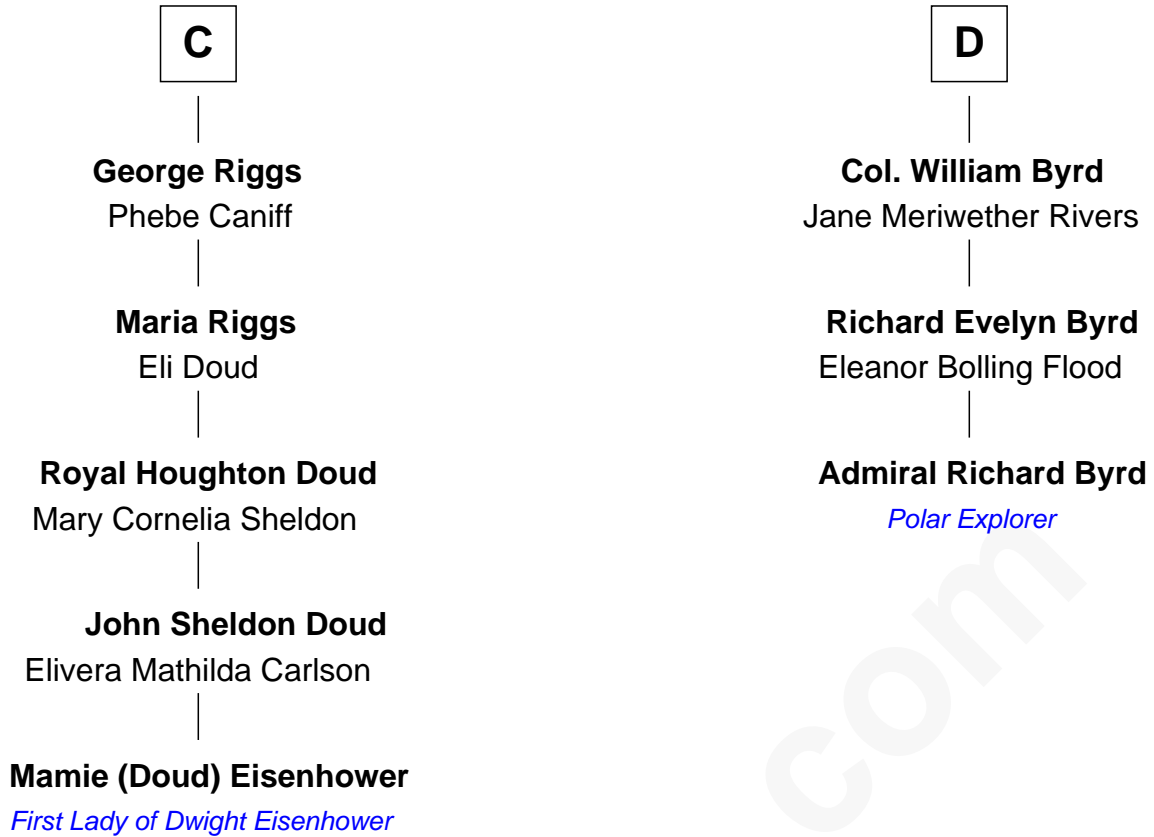 C
George Riggs
Phebe Caniff
Maria Riggs
Eli Doud
Royal Houghton Doud
Mary Cornelia Sheldon
John Sheldon Doud
Elivera Mathilda Carlson
Mamie (Doud) Eisenhower
First Lady of Dwight Eisenhower
D
Col. William Byrd
Jane Meriwether Rivers
Richard Evelyn Byrd
Eleanor Bolling Flood
Admiral Richard Byrd
Polar Explorer
com